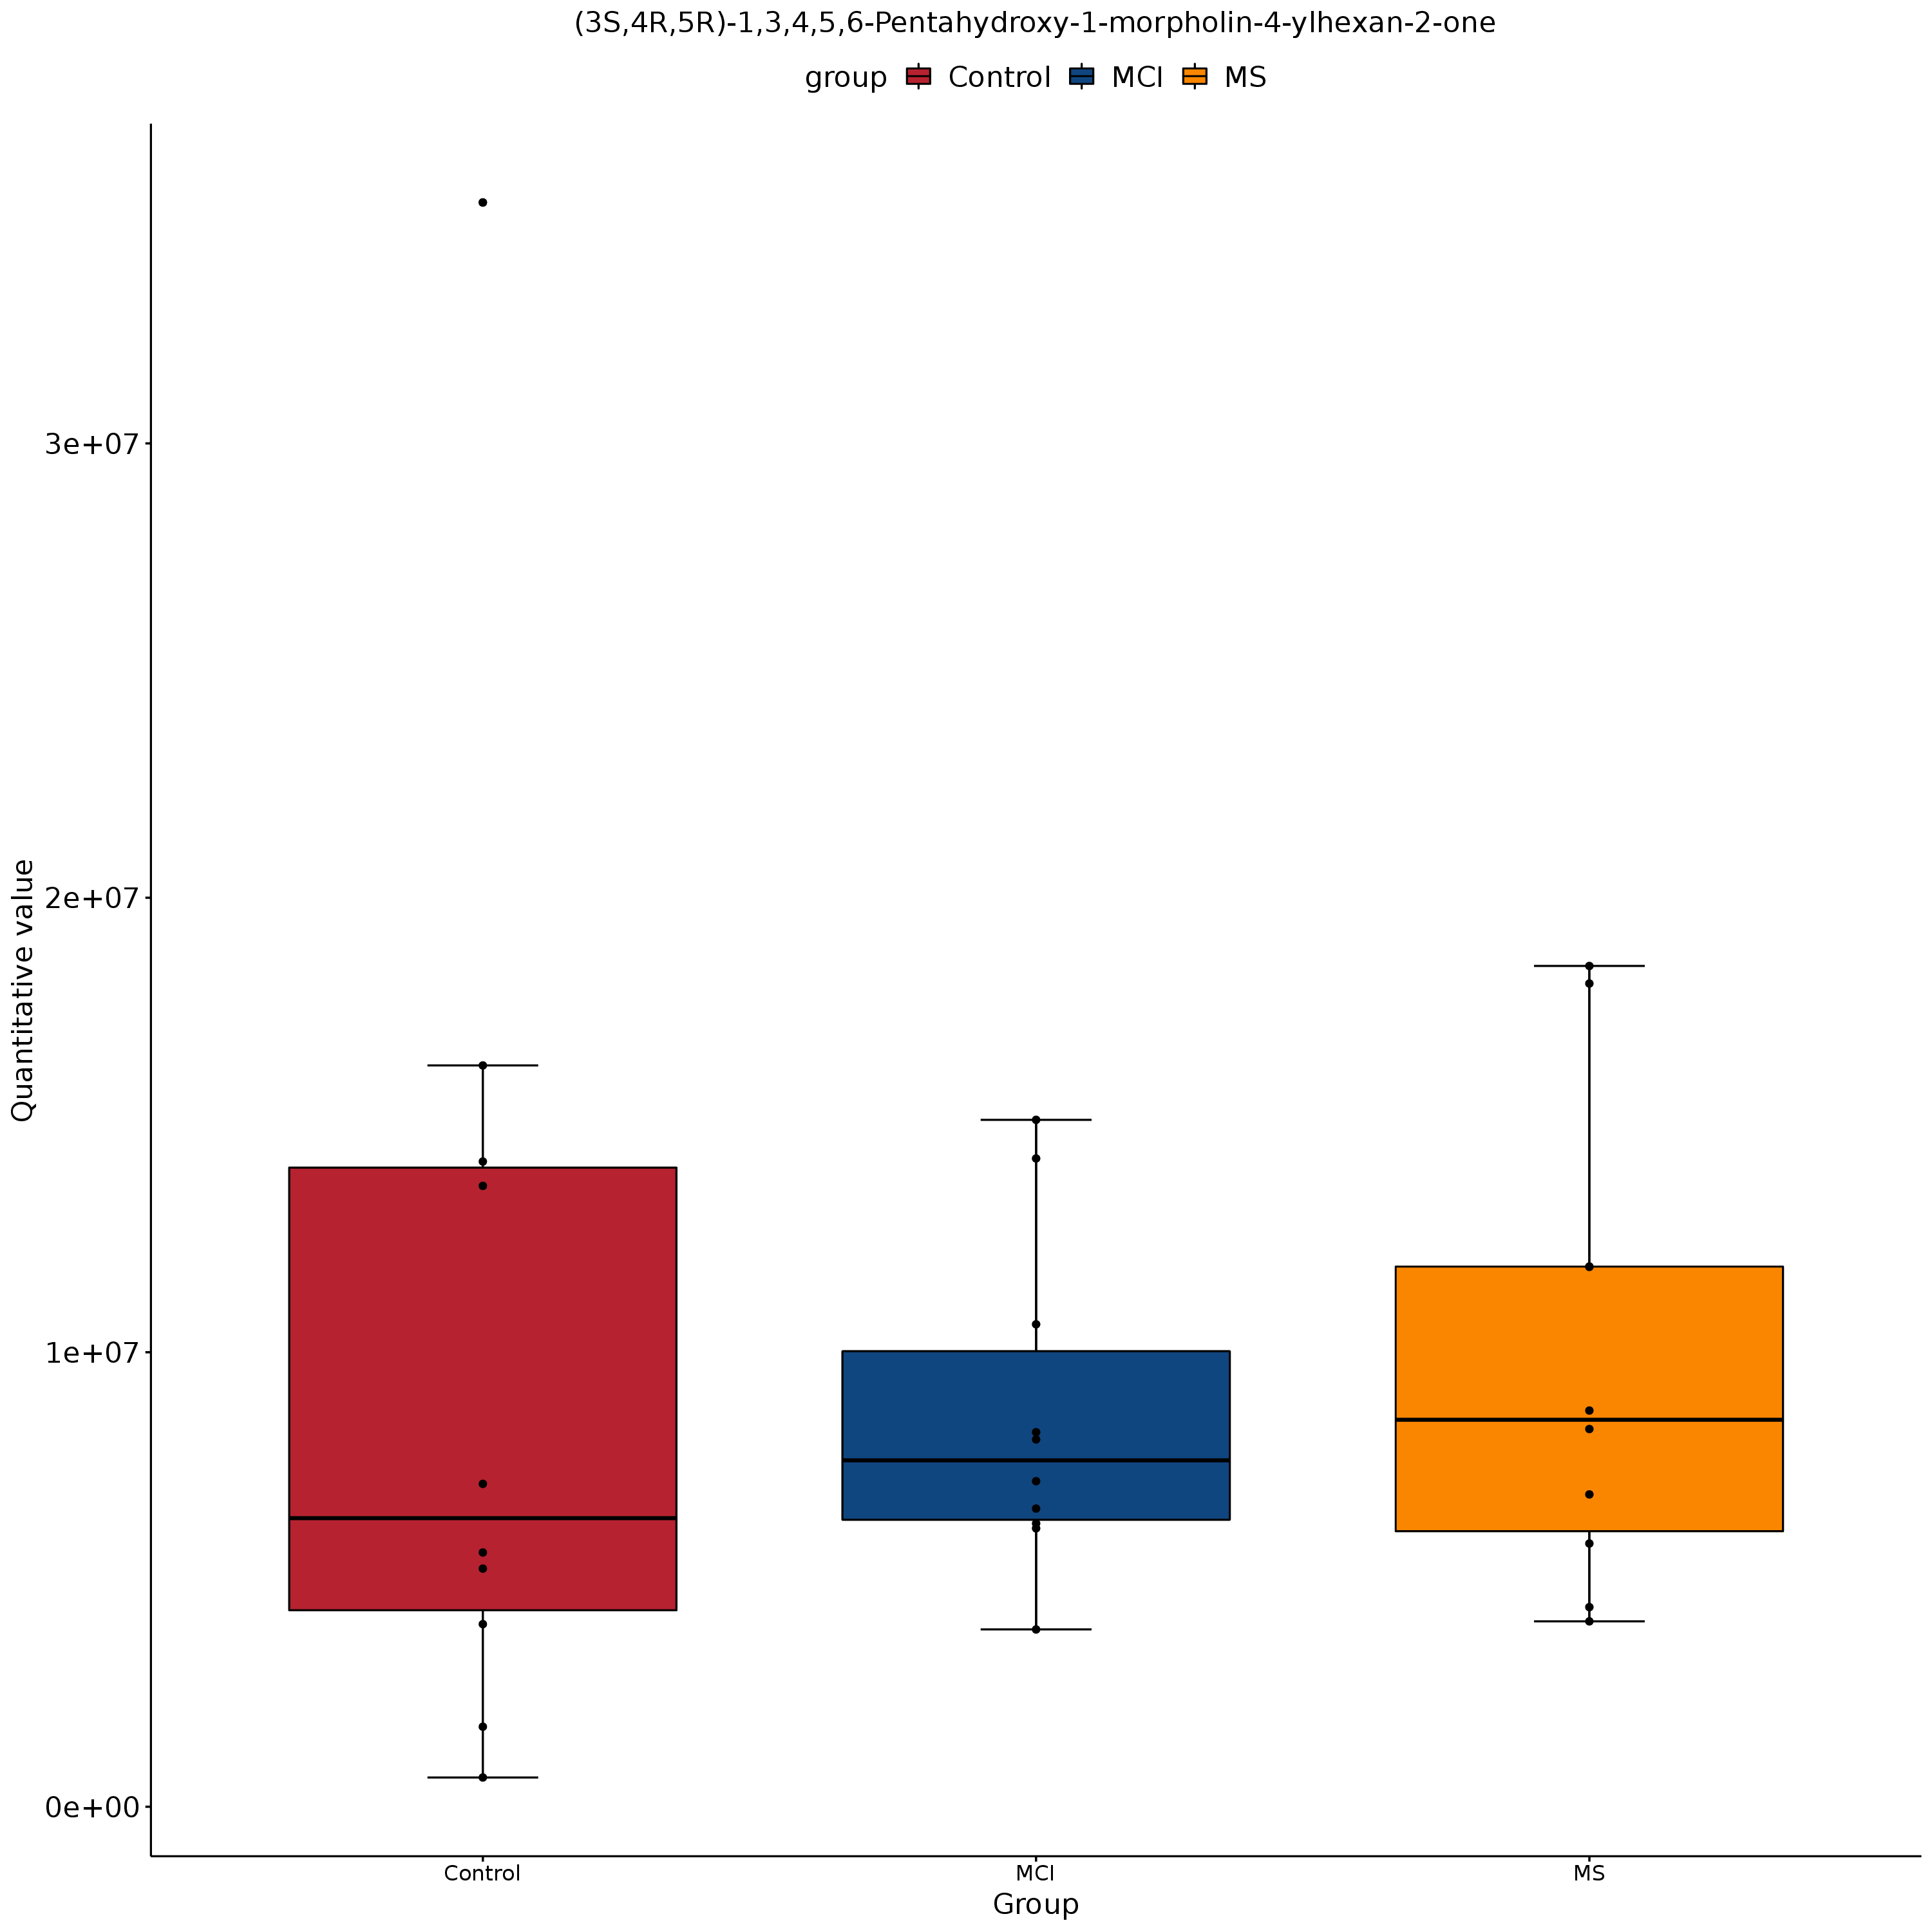 (3S,4R,5R)-1,3,4,5,6-Pentahydroxy-1-morpholin-4-ylhexan-2-one
group Control MCI MS
3e+07
2e+07
1e+07
0e+00
Quantitative value
Control MCI MS
Group